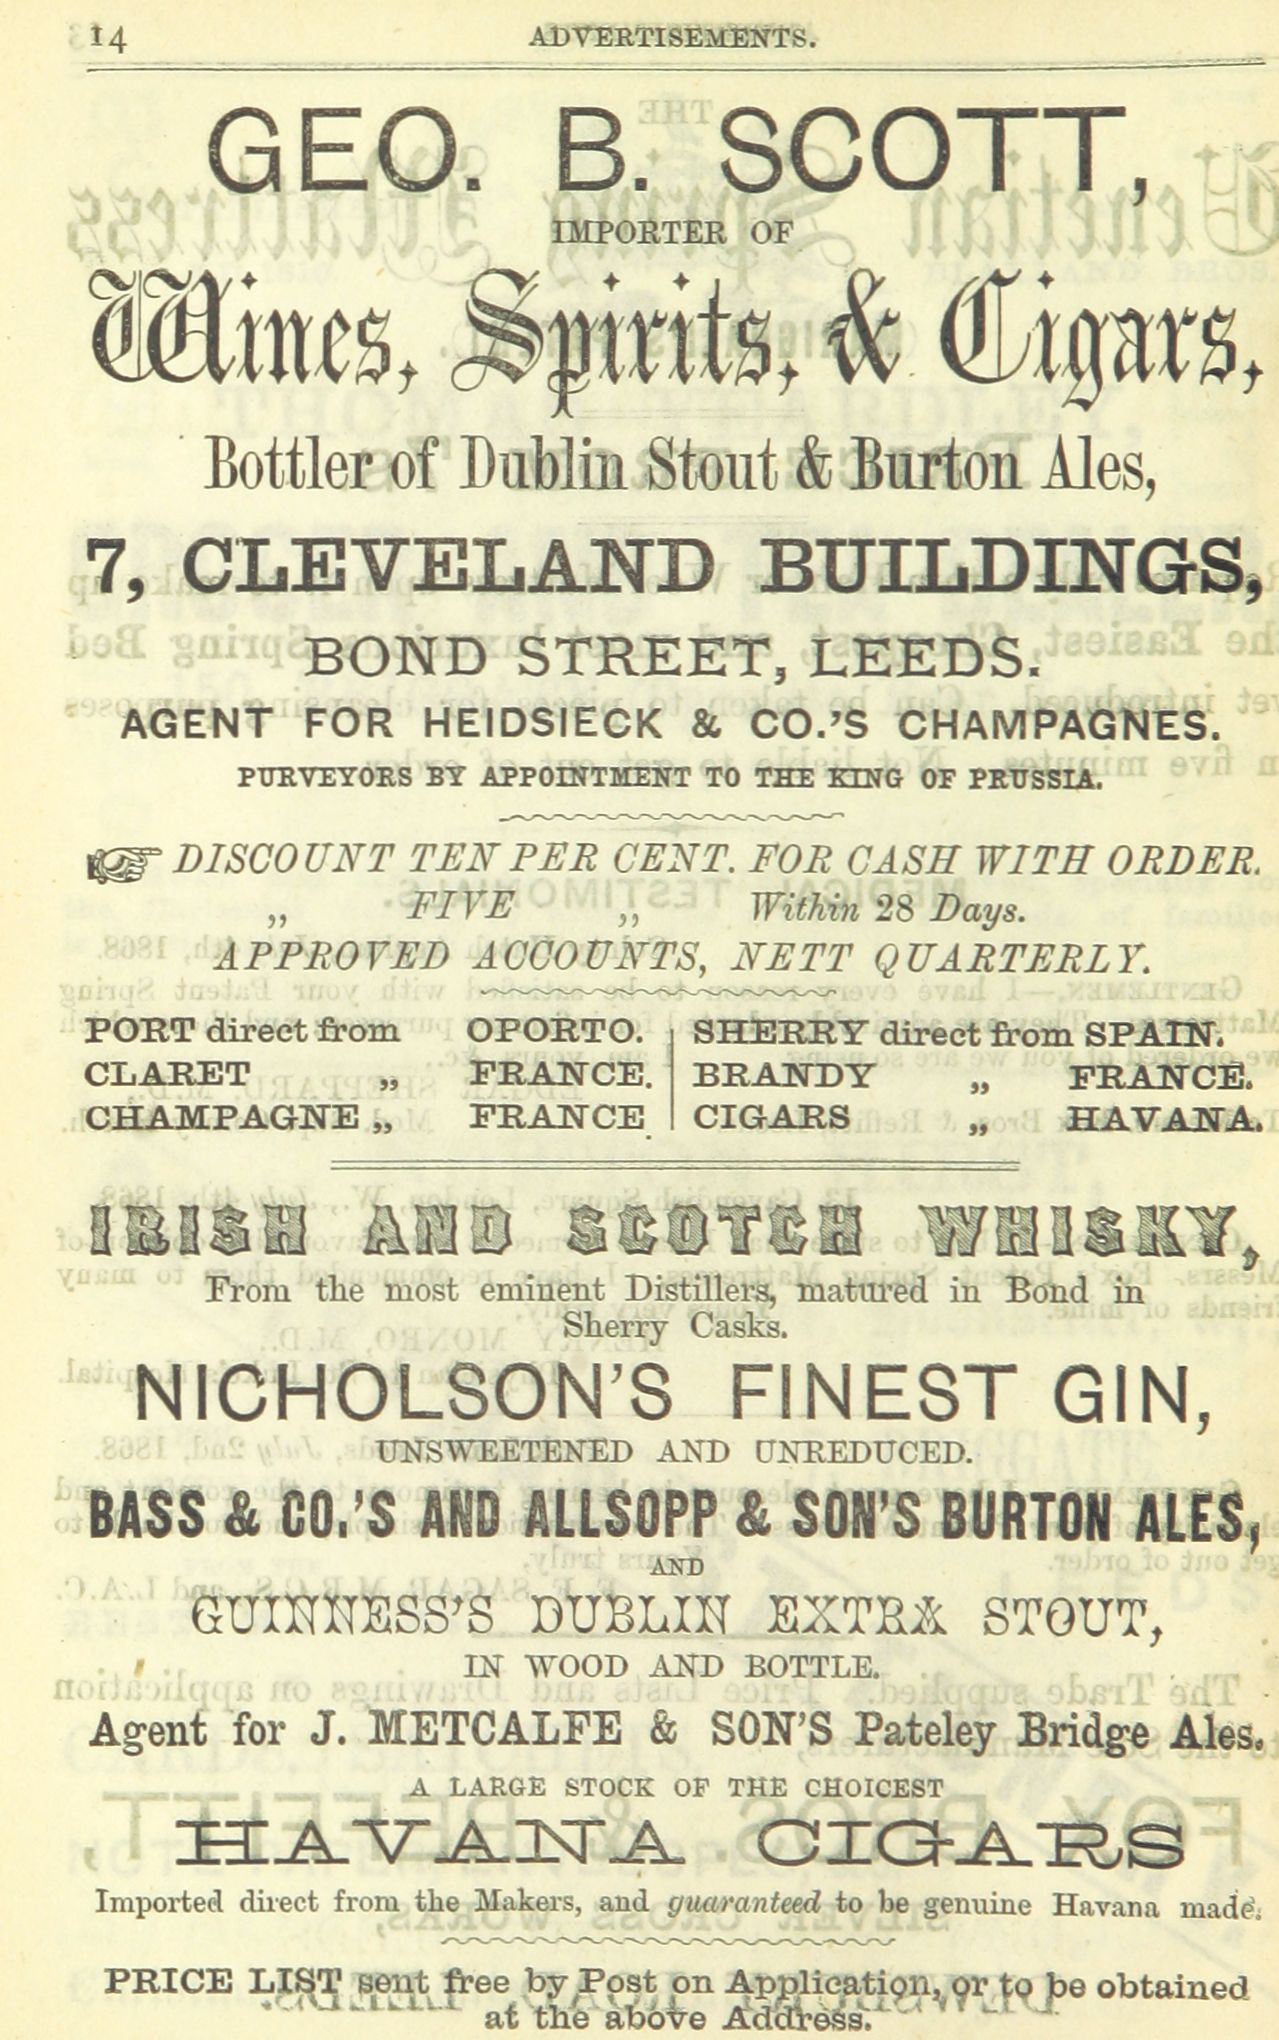 14 ADVERTISEMENTS.
GEO. B. SCOTT,
IMPORTER OF
Wines, Spirits, & Cigars,
Bottler of Dublin Stout & Burton Ales,
7, CLEVELAND BUILDINGS,
BOND STREET, LEEDS.
AGENT FOR HEIDSIECK & CO.'S CHAMPAGNES.
PURVEYORS BY APPOINTMENT TO THE KING OF PRUSSIA.
☞ DISCOUNT TEN PER CENT. FOR CASH WITH ORDER.
„ FIVE „ Within 28 Days.
APPROVED ACCOUNTS, NETT QUARTERLY.
PORT direct from OPORTO. SHERRY direct from SPAIN.
CLARET „ FRANCE. BRANDY „ FRANCE.
CHAMPAGNE „ FRANCE. CIGARS „ HAVANA.
IRISH AND SCOTCH WHISKY,
From the most eminent Distillers, matured in Bond in
Sherry Casks.
NICHOLSON'S FINEST GIN,
UNSWEETENED AND UNREDUCED.
BASS & CO.'S AND ALLSOPP & SON'S BURTON ALES,
AND
GUINNESS'S DUBLIN EXTRA STOUT,
IN WOOD AND BOTTLE.
Agent for J. METCALFE & SON'S Pateley Bridge Ales.
A LARGE STOCK OF THE CHOICEST
HAVANA CIGARS
Imported direct from the Makers, and guaranteed to be genuine Havana made.
PRICE LIST sent free by Post on Application, or to be obtained
at the above Address.